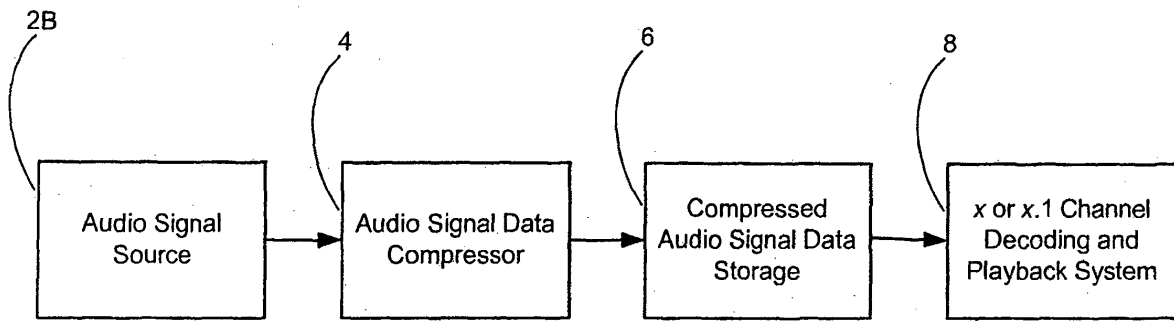 2B
4
6
8
Audio Signal
Source
Audio Signal Data
Compressor
Compressed
Audio Signal Data
Storage
x or x.1 Channel
Decoding and
Playback System